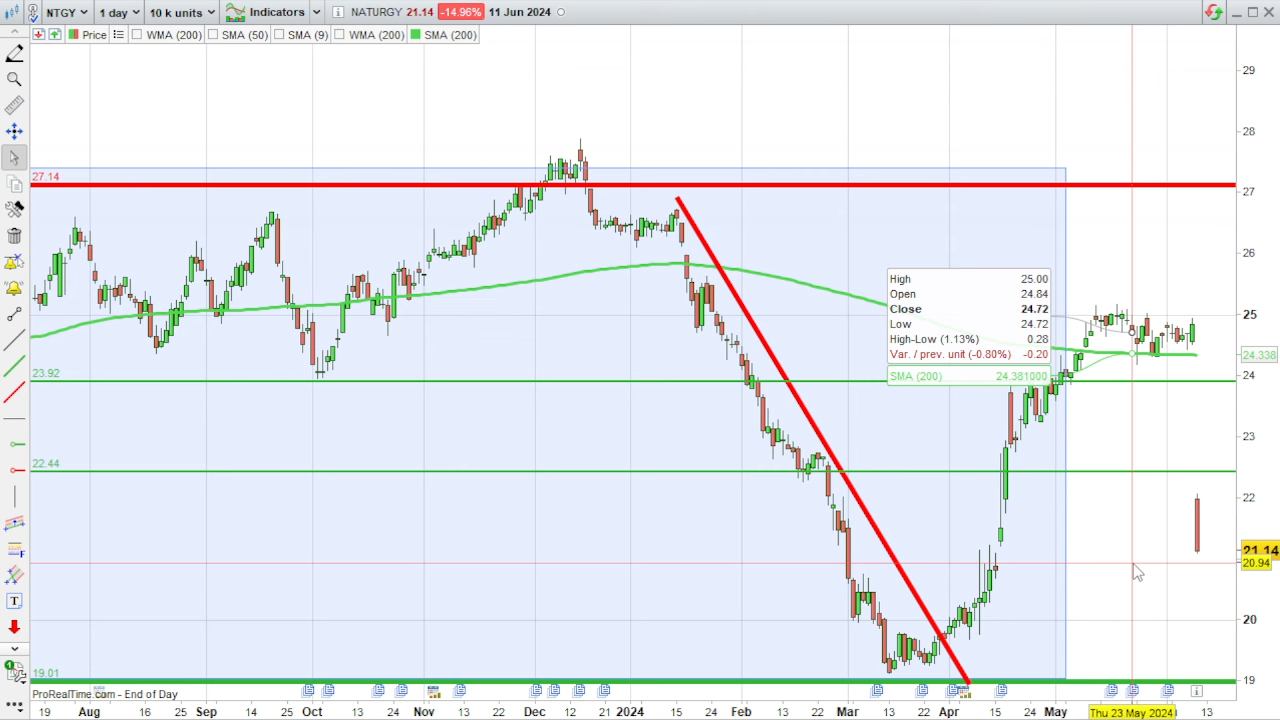 NTGY 1 day 10 k units Indicators NATURGY 21.14 -14.96% 11 Jun 2024
Price WMA (200) SMA (50) SMA (9) WMA (200) SMA (200)
29
28
27.14
27
26
High 25.00
Open 24.84
Close 24.72
Low 24.72
High-Low (1.13%) 0.28
Var. / prev. unit (-0.80%) -0.20
SMA (200) 24.381000
25
24.338
23.92
24
23
22.44
22
21.14
20.94
20
19.01
19
ProRealTime.com - End of Day
19 Aug 16 25 Sep 14 25 Oct 13 24 Nov 13 22 Dec 12 21 2024 15 24 Feb 13 22 Mar 13 22 Apr 15 24 May Thu 23 May 2024 13